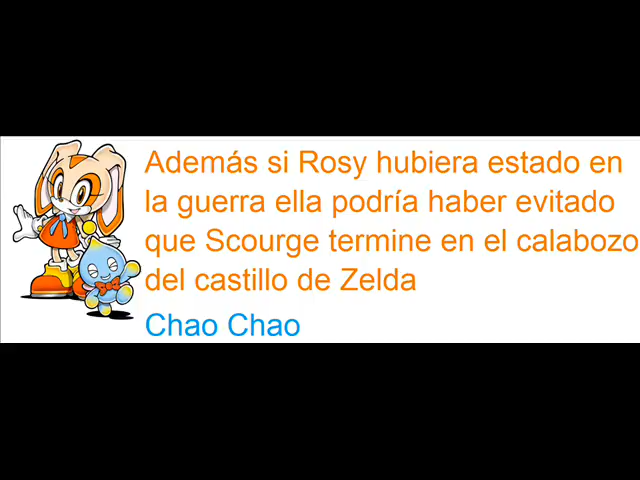 Además si Rosy hubiera estado en
la guerra ella podría haber evitado
que Scourge termine en el calabozo
del castillo de Zelda
Chao Chao